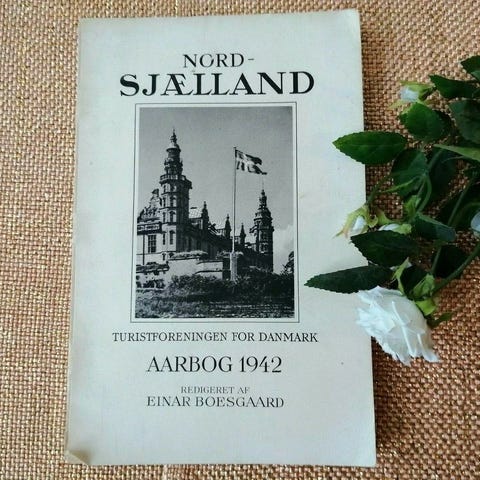 NORD-
SJÆLLAND
TURISTFORENINGEN FOR DANMARK
AARBOG 1942
REDIGERET AF
EINAR BOESGAARD